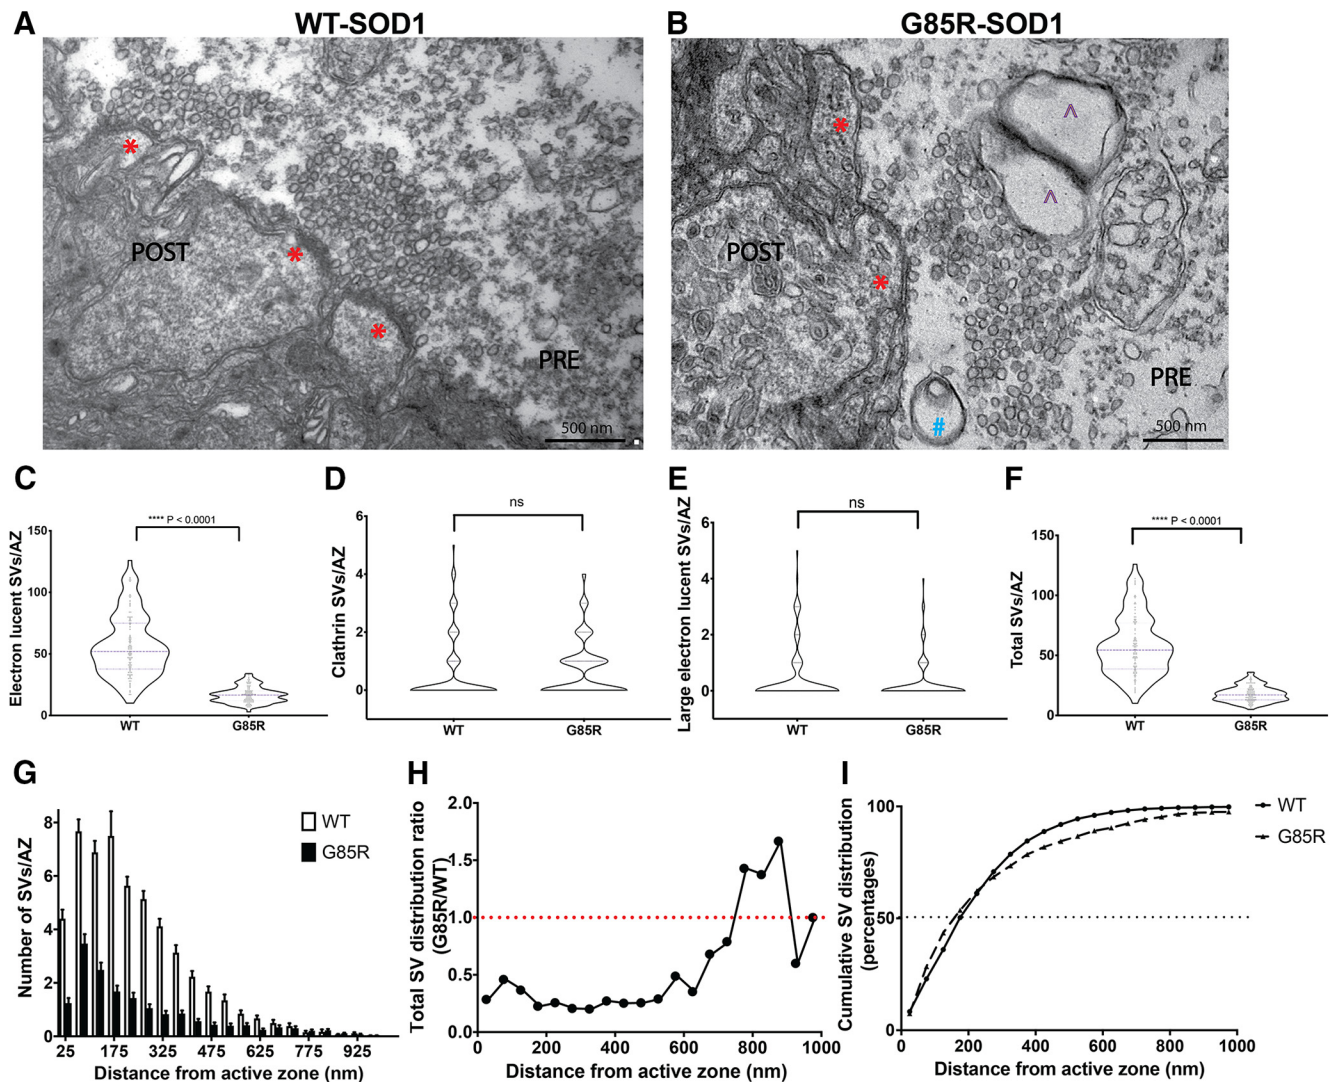 A
WT-SOD1
B
G85R-SOD1
*
*
*
POST
PRE
500 nm
*
*
^
^
POST
PRE
#
500 nm
C
Electron lucent SVs/AZ
**** P < 0.0001
150
100
50
0
WT
G85R
D
Clathrin SVs/AZ
ns
6
4
2
0
WT
G85R
E
Large electron lucent SVs/AZ
ns
6
4
2
0
WT
G85R
F
Total SVs/AZ
**** P < 0.0001
150
100
50
0
WT
G85R
G
Number of SVs/AZ
8
6
4
2
0
WT
G85R
25
175
325
475
625
775
925
Distance from active zone (nm)
H
Total SV distribution ratio
(G85R/WT)
2.0
1.5
1.0
0.5
0.0
0
200
400
600
800
1000
Distance from active zone (nm)
I
Cumulative SV distribution
(percentages)
100
50
0
WT
G85R
0
200
400
600
800
1000
Distance from active zone (nm)